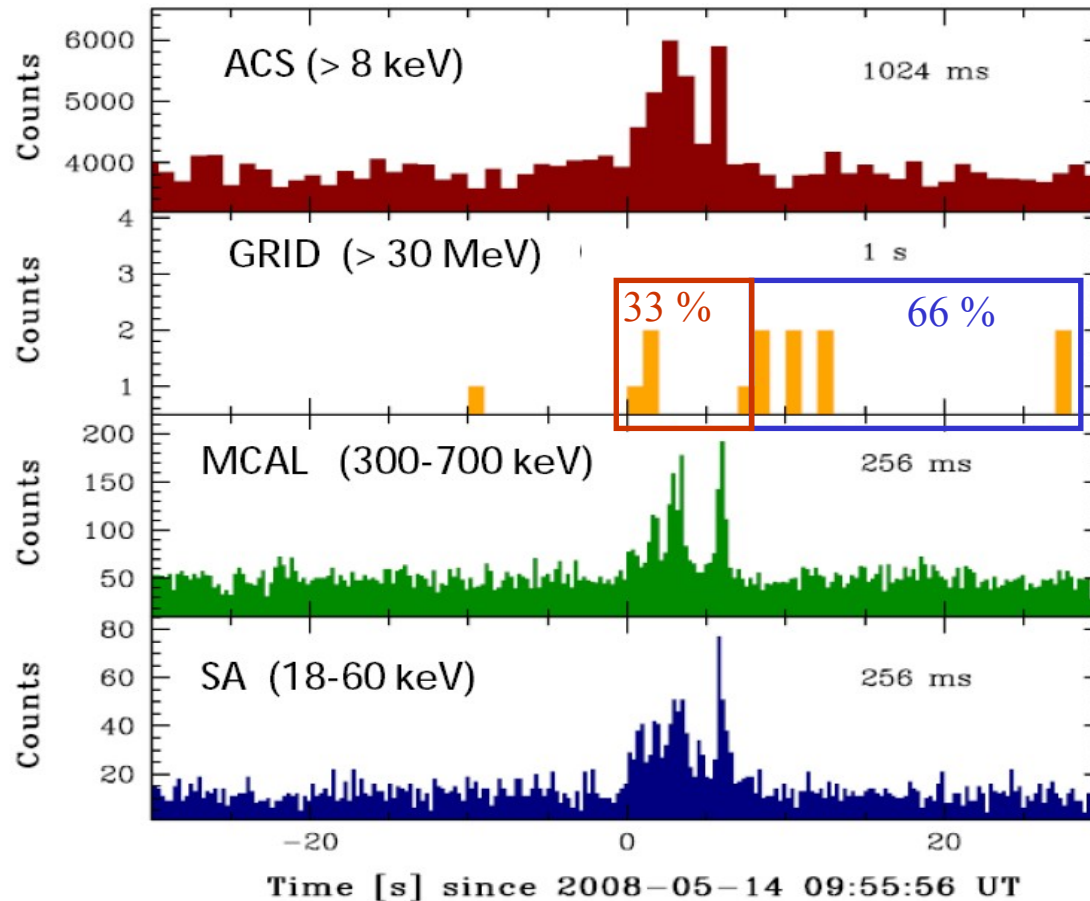 6000
5000
4000
Counts
ACS (> 8 keV)
1024 ms
4
3
2
1
Counts
GRID (> 30 MeV)
(
1 s
33 %
66 %
200
150
100
50
Counts
MCAL (300-700 keV)
256 ms
80
60
40
20
Counts
SA (18-60 keV)
256 ms
-20 0 20
Time [s] since 2008-05-14 09:55:56 UT